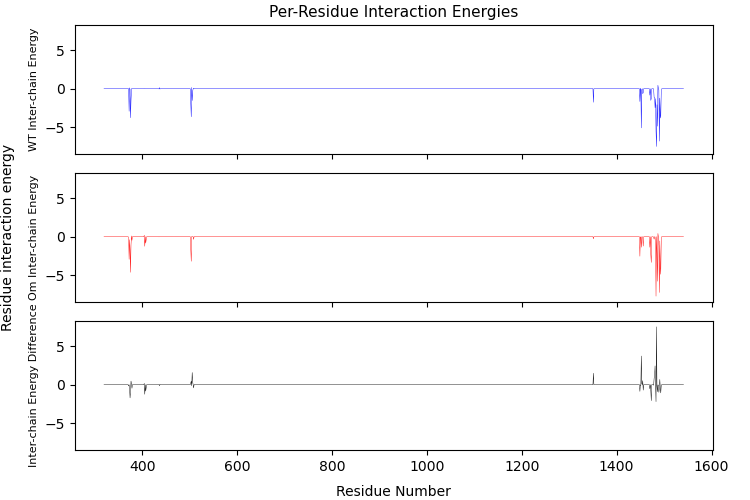 Per-Residue Interaction Energies
Residue interaction energy
WT Inter-chain Energy
5
0
−5
Om Inter-chain Energy
5
0
−5
Inter-chain Energy Difference
5
0
−5
400
600
800
1000
1200
1400
1600
Residue Number